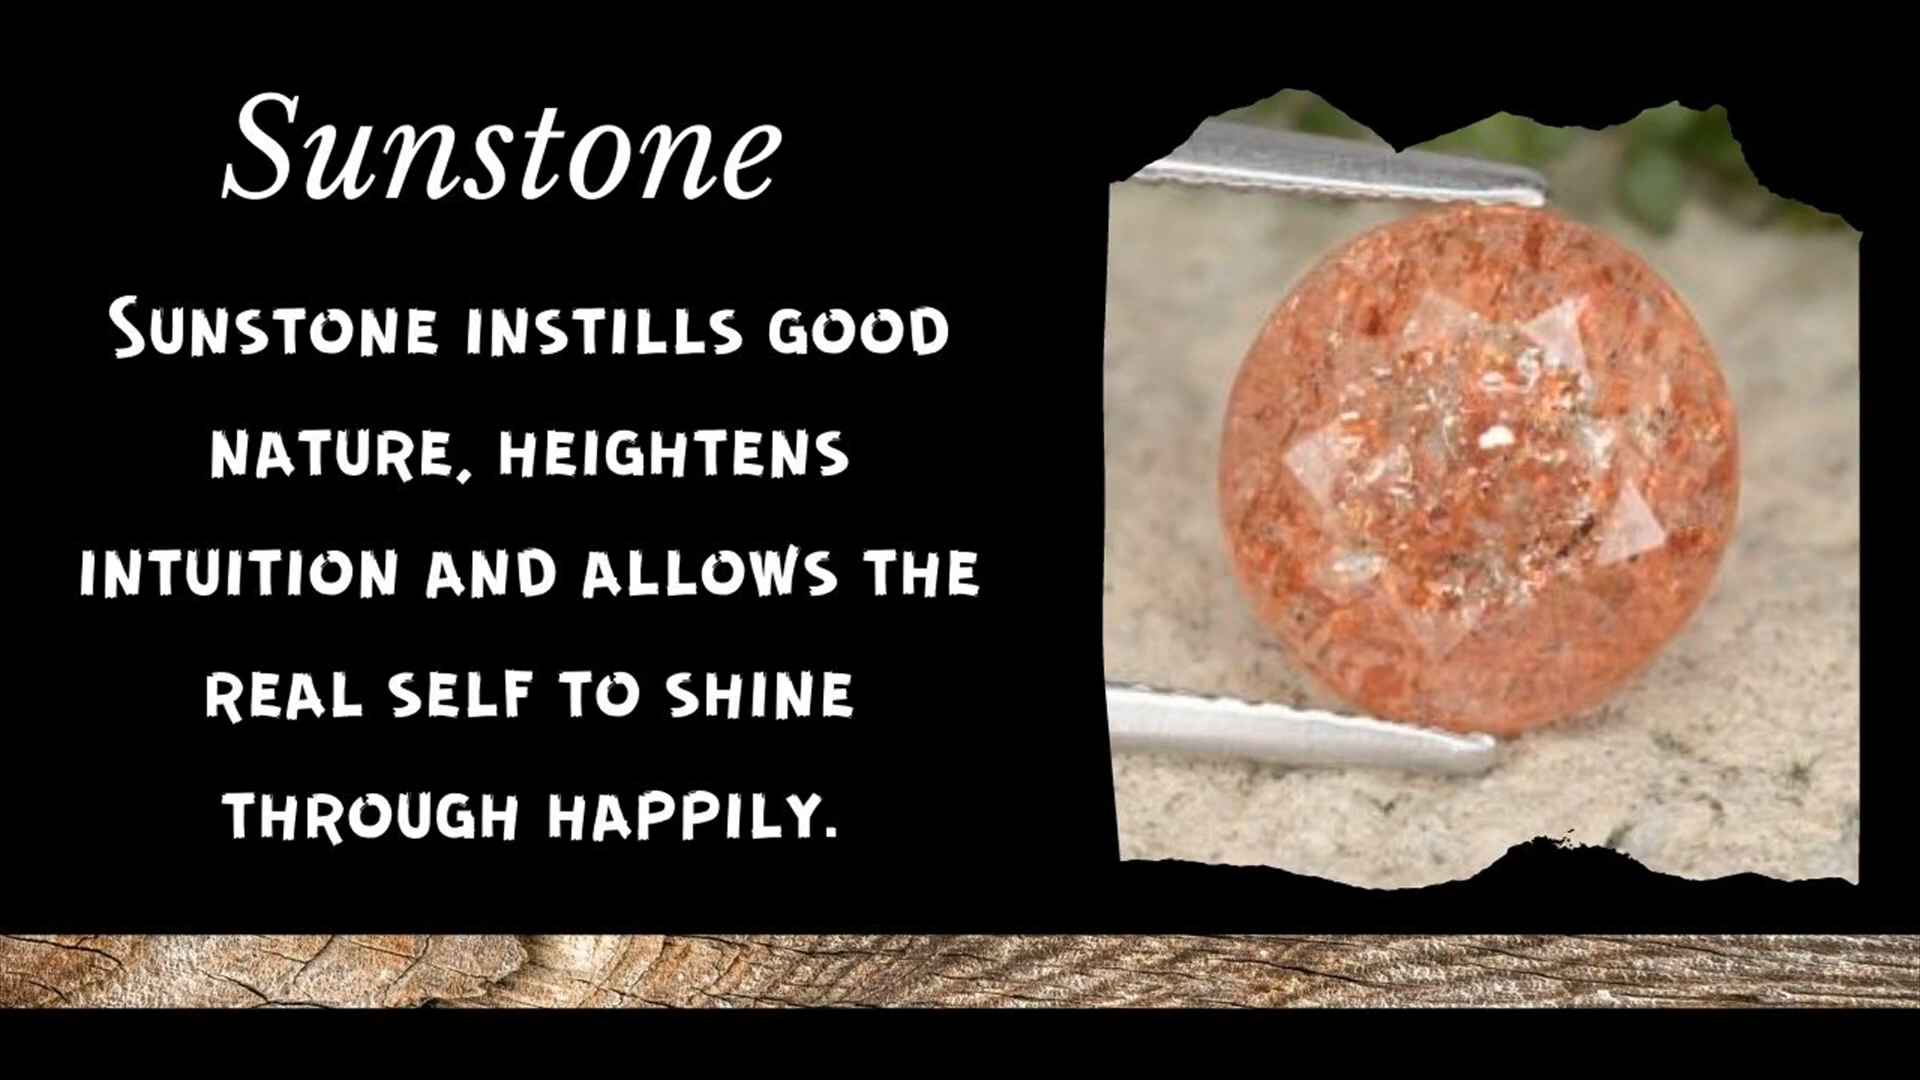 Sunstone
Sunstone instills good
nature, heightens
intuition and allows the
real self to shine
through happily.